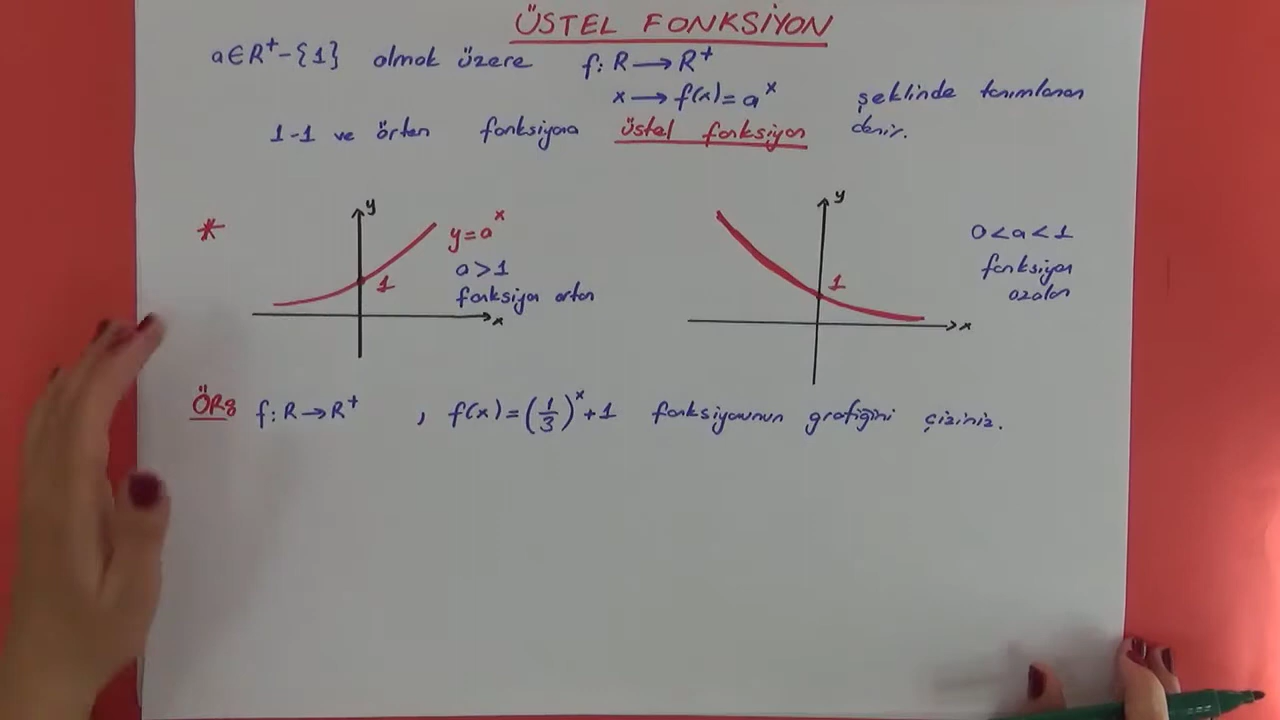 ÜSTEL FONKSİYON
a∈R⁺-{1} olmak üzere f: R⟶R⁺
x⟶f(x)=aˣ şeklinde tanımlanan
1-1 ve örten fonksiyona üstel fonksiyon denir.
*
y
y=aˣ
a>1
fonksiyon artan
1
x
y
1
x
0<a<1
fonksiyon
azalan
ÖR: f: R→R⁺ , f(x)=(1/3)ˣ+1 fonksiyonunun grafiğini çiziniz.